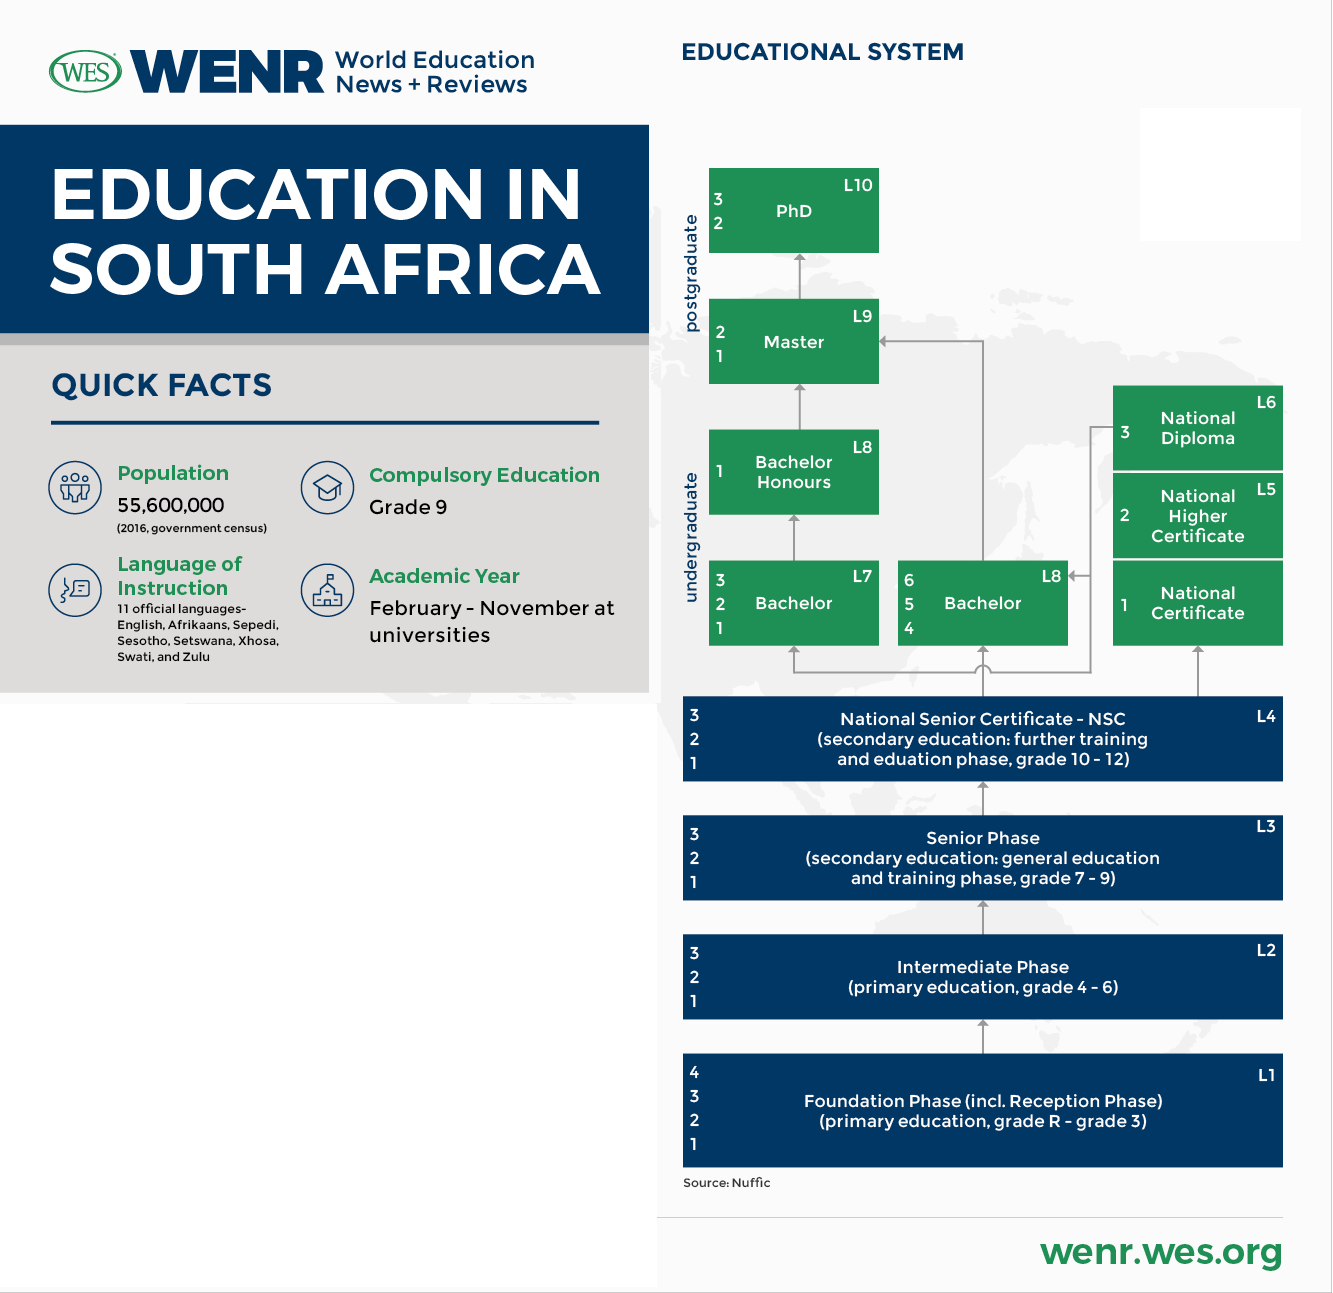 WES WENR World Education
News + Reviews
EDUCATION IN
SOUTH AFRICA
QUICK FACTS
Population
55,600,000
(2016, government census)
Compulsory Education
Grade 9
Language of
Instruction
11 official languages-
English, Afrikaans, Sepedi,
Sesotho, Setswana, Xhosa,
Swati, and Zulu
Academic Year
February - November at
universities
EDUCATIONAL SYSTEM
postgraduate
L10
3
2
PhD
L9
2
1
Master
undergraduate
L8
1
Bachelor
Honours
L7
3
2
1
Bachelor
L8
6
5
4
Bachelor
L6
3
National
Diploma
L5
2
National
Higher
Certificate
1
National
Certificate
L4
3
2
1
National Senior Certificate - NSC
(secondary education: further training
and eduation phase, grade 10 - 12)
L3
3
2
1
Senior Phase
(secondary education: general education
and training phase, grade 7 - 9)
L2
3
2
1
Intermediate Phase
(primary education, grade 4 - 6)
L1
4
3
2
1
Foundation Phase (incl. Reception Phase)
(primary education, grade R - grade 3)
Source: Nuffic
wenr.wes.org